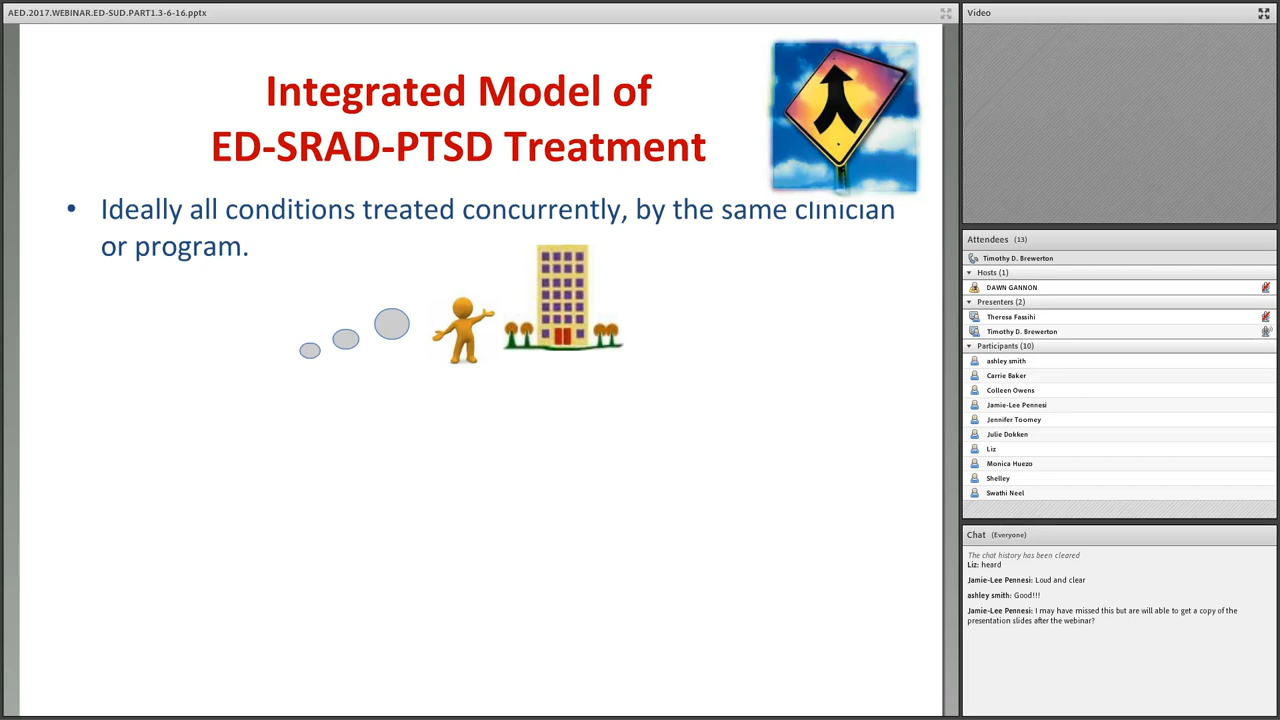 AED.2017.WEBINAR.ED-SUD.PART1.3-6-16.pptx
Integrated Model of
ED-SRAD-PTSD Treatment
• Ideally all conditions treated concurrently, by the same clinician
or program.
Video
Attendees (13)
Timothy D. Brewerton
Hosts (1)
DAWN GANNON
Presenters (2)
Theresa Fassihi
Timothy D. Brewerton
Participants (10)
ashley smith
Carrie Baker
Colleen Owens
Jamie-Lee Pennesi
Jennifer Toomey
Julie Dokken
Liz
Monica Huezo
Shelley
Swathi Neel
Chat (Everyone)
The chat history has been cleared
Liz: heard
Jamie-Lee Pennesi: Loud and clear
ashley smith: Good!!!
Jamie-Lee Pennesi: I may have missed this but are will able to get a copy of the
presentation slides after the webinar?